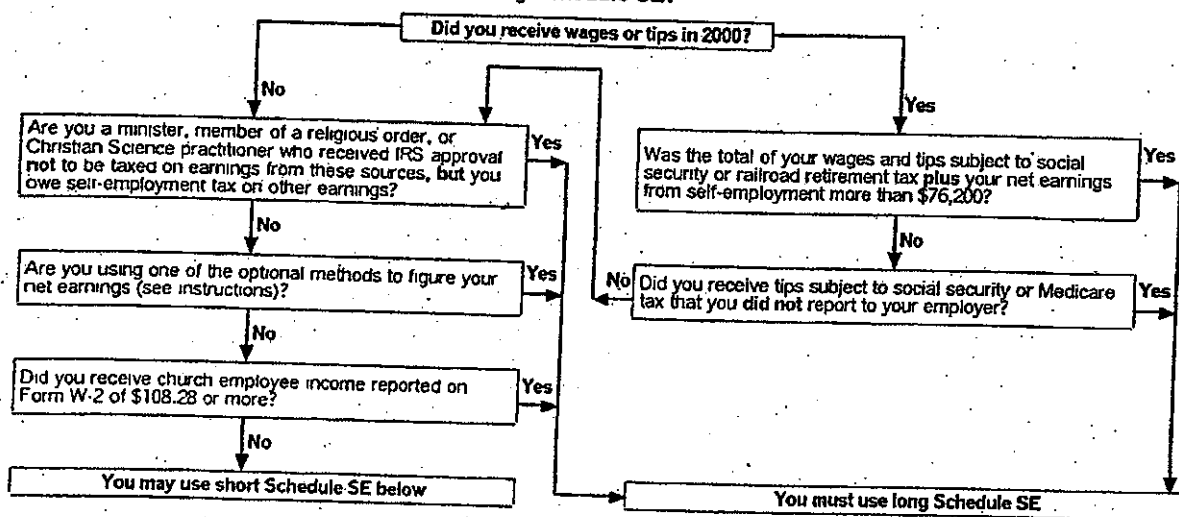 Did you receive wages or tips in 2000?
No
Yes
Are you a minister, member of a religious order, or
Christian Science practitioner who received IRS approval
not to be taxed on earnings from these sources, but you
owe self-employment tax on other earnings?
Yes
Was the total of your wages and tips subject to social
security or railroad retirement tax plus your net earnings
from self-employment more than $76,200?
Yes
No
No
Are you using one of the optional methods to figure your
net earnings (see instructions)?
Yes
No
Did you receive tips subject to social security or Medicare
tax that you did not report to your employer?
Yes
No
Did you receive church employee income reported on
Form W-2 of $108.28 or more?
Yes
No
You may use short Schedule SE below
You must use long Schedule SE